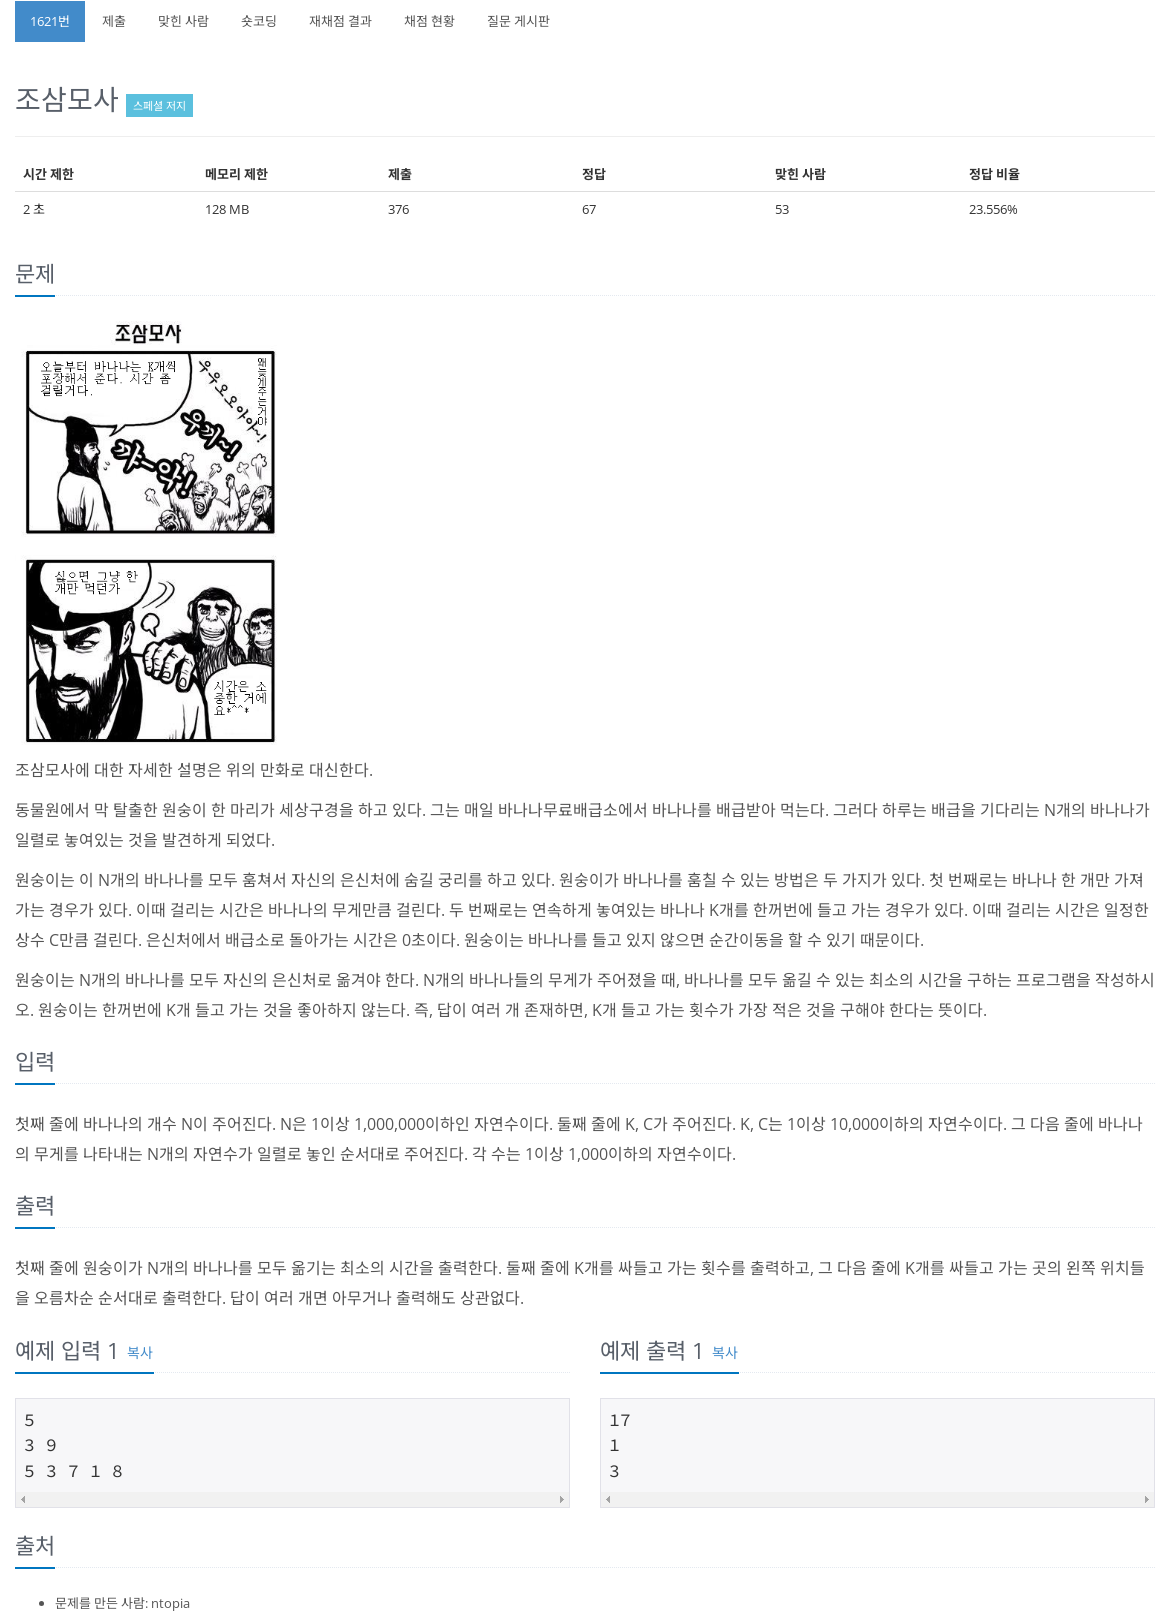 1621번 제출 맞힌 사람 숏코딩 재채점 결과 채점 현황 질문 게시판
조삼모사 스페셜 저지
시간 제한 메모리 제한 제출 정답 맞힌 사람 정답 비율
2 초 128 MB 376 67 53 23.556%
문제
조삼모사
오늘부터 바나나는 K개씩
포장해서 준다. 시간 좀
걸릴거다.
우우오오아아~!
우끼~!
꺄-악!
싫으면 그냥 한
개만 먹던가
시간은 소
중한 거에
요*^^*
조삼모사에 대한 자세한 설명은 위의 만화로 대신한다.
동물원에서 막 탈출한 원숭이 한 마리가 세상구경을 하고 있다. 그는 매일 바나나무료배급소에서 바나나를 배급받아 먹는다. 그러다 하루는 배급을 기다리는 N개의 바나나가
일렬로 놓여있는 것을 발견하게 되었다.
원숭이는 이 N개의 바나나를 모두 훔쳐서 자신의 은신처에 숨길 궁리를 하고 있다. 원숭이가 바나나를 훔칠 수 있는 방법은 두 가지가 있다. 첫 번째로는 바나나 한 개만 가져
가는 경우가 있다. 이때 걸리는 시간은 바나나의 무게만큼 걸린다. 두 번째로는 연속하게 놓여있는 바나나 K개를 한꺼번에 들고 가는 경우가 있다. 이때 걸리는 시간은 일정한
상수 C만큼 걸린다. 은신처에서 배급소로 돌아가는 시간은 0초이다. 원숭이는 바나나를 들고 있지 않으면 순간이동을 할 수 있기 때문이다.
원숭이는 N개의 바나나를 모두 자신의 은신처로 옮겨야 한다. N개의 바나나들의 무게가 주어졌을 때, 바나나를 모두 옮길 수 있는 최소의 시간을 구하는 프로그램을 작성하시
오. 원숭이는 한꺼번에 K개 들고 가는 것을 좋아하지 않는다. 즉, 답이 여러 개 존재하면, K개 들고 가는 횟수가 가장 적은 것을 구해야 한다는 뜻이다.
입력
첫째 줄에 바나나의 개수 N이 주어진다. N은 1이상 1,000,000이하인 자연수이다. 둘째 줄에 K, C가 주어진다. K, C는 1이상 10,000이하의 자연수이다. 그 다음 줄에 바나나
의 무게를 나타내는 N개의 자연수가 일렬로 놓인 순서대로 주어진다. 각 수는 1이상 1,000이하의 자연수이다.
출력
첫째 줄에 원숭이가 N개의 바나나를 모두 옮기는 최소의 시간을 출력한다. 둘째 줄에 K개를 싸들고 가는 횟수를 출력하고, 그 다음 줄에 K개를 싸들고 가는 곳의 왼쪽 위치들
을 오름차순 순서대로 출력한다. 답이 여러 개면 아무거나 출력해도 상관없다.
예제 입력 1 복사
5
3 9
5 3 7 1 8
예제 출력 1 복사
17
1
3
출처
문제를 만든 사람: ntopia